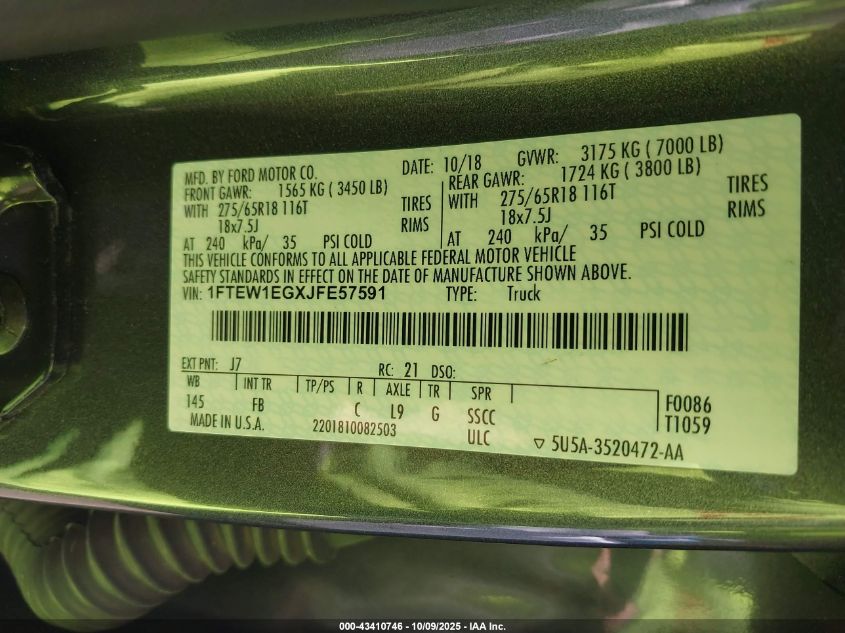 MFD. BY FORD MOTOR CO. DATE: 10/18 GVWR: 3175 KG ( 7000 LB)
FRONT GAWR: 1565 KG ( 3450 LB) REAR GAWR: 1724 KG ( 3800 LB)
WITH 275/65R18 116T TIRES WITH 275/65R18 116T TIRES
18x7.5J RIMS 18x7.5J RIMS
AT 240 kPa/ 35 PSI COLD AT 240 kPa/ 35 PSI COLD
THIS VEHICLE CONFORMS TO ALL APPLICABLE FEDERAL MOTOR VEHICLE
SAFETY STANDARDS IN EFFECT ON THE DATE OF MANUFACTURE SHOWN ABOVE.
VIN: 1FTEW1EGXJFE57591 TYPE: Truck
EXT PNT: J7 RC: 21 DSO:
WB INT TR TP/PS R AXLE TR SPR
145 FB C L9 G SSCC F0086
MADE IN U.S.A. 2201810082503 ULC T1059
▽ 5U5A-3520472-AA
000-43410746 - 10/09/2025 - IAA Inc.